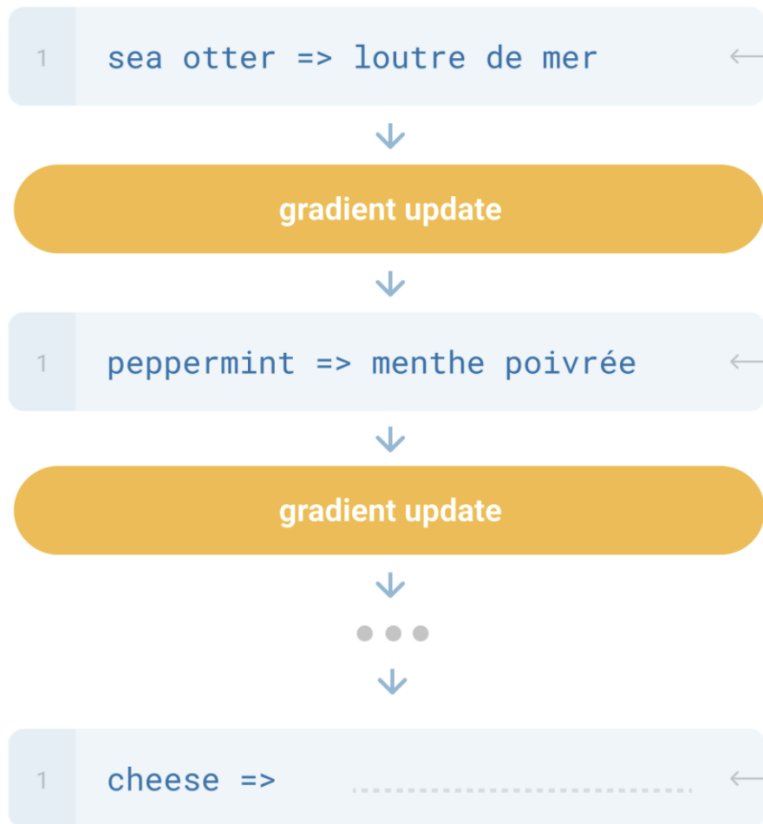 1 sea otter => loutre de mer ←
gradient update
1 peppermint => menthe poivrée ←
gradient update
1 cheese => ................................ ←